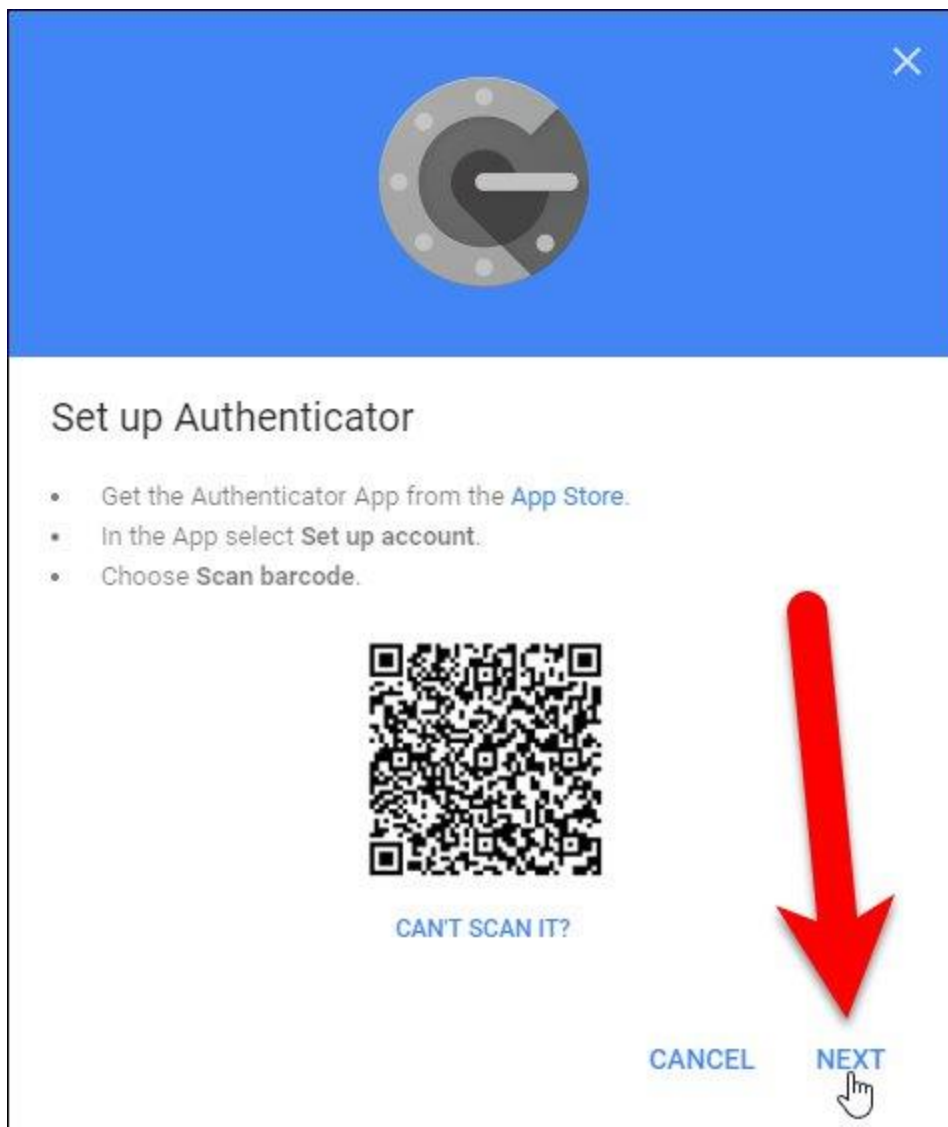 Set up Authenticator
• Get the Authenticator App from the App Store.
• In the App select Set up account.
• Choose Scan barcode.
CAN'T SCAN IT?
CANCEL NEXT